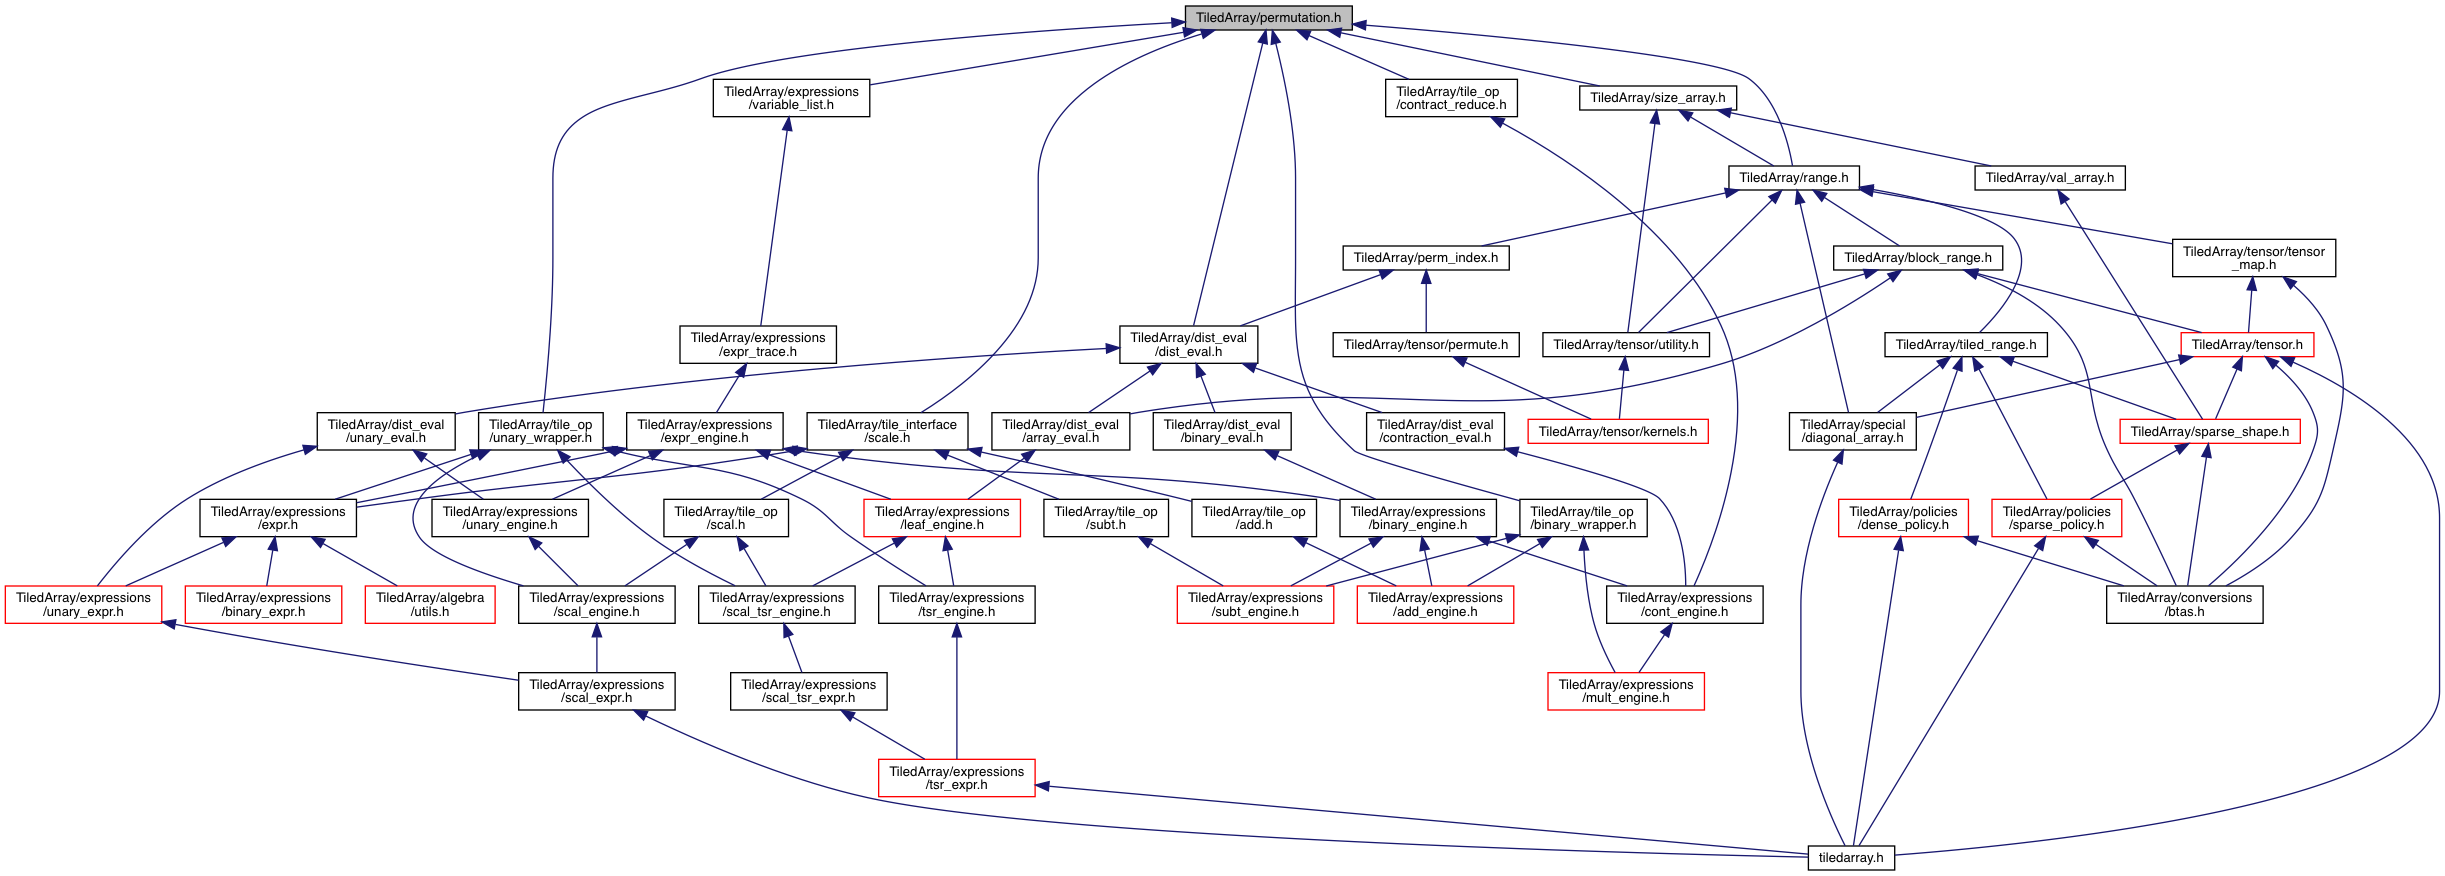 TiledArray/permutation.h
TiledArray/expressions
/variable_list.h
TiledArray/tile_op
/contract_reduce.h
TiledArray/size_array.h
TiledArray/range.h
TiledArray/val_array.h
TiledArray/perm_index.h
TiledArray/block_range.h
TiledArray/tensor/tensor
_map.h
TiledArray/expressions
/expr_trace.h
TiledArray/dist_eval
/dist_eval.h
TiledArray/tensor/permute.h
TiledArray/tensor/utility.h
TiledArray/tiled_range.h
TiledArray/tensor.h
TiledArray/dist_eval
/unary_eval.h
TiledArray/tile_op
/unary_wrapper.h
TiledArray/expressions
/expr_engine.h
TiledArray/tile_interface
/scale.h
TiledArray/dist_eval
/array_eval.h
TiledArray/dist_eval
/binary_eval.h
TiledArray/dist_eval
/contraction_eval.h
TiledArray/tensor/kernels.h
TiledArray/special
/diagonal_array.h
TiledArray/sparse_shape.h
TiledArray/expressions
/expr.h
TiledArray/expressions
/unary_engine.h
TiledArray/tile_op
/scal.h
TiledArray/expressions
/leaf_engine.h
TiledArray/tile_op
/subt.h
TiledArray/tile_op
/add.h
TiledArray/expressions
/binary_engine.h
TiledArray/tile_op
/binary_wrapper.h
TiledArray/policies
/dense_policy.h
TiledArray/policies
/sparse_policy.h
TiledArray/expressions
/unary_expr.h
TiledArray/expressions
/binary_expr.h
TiledArray/algebra
/utils.h
TiledArray/expressions
/scal_engine.h
TiledArray/expressions
/scal_tsr_engine.h
TiledArray/expressions
/tsr_engine.h
TiledArray/expressions
/subt_engine.h
TiledArray/expressions
/add_engine.h
TiledArray/expressions
/cont_engine.h
TiledArray/conversions
/btas.h
TiledArray/expressions
/scal_expr.h
TiledArray/expressions
/scal_tsr_expr.h
TiledArray/expressions
/mult_engine.h
TiledArray/expressions
/tsr_expr.h
tiledarray.h